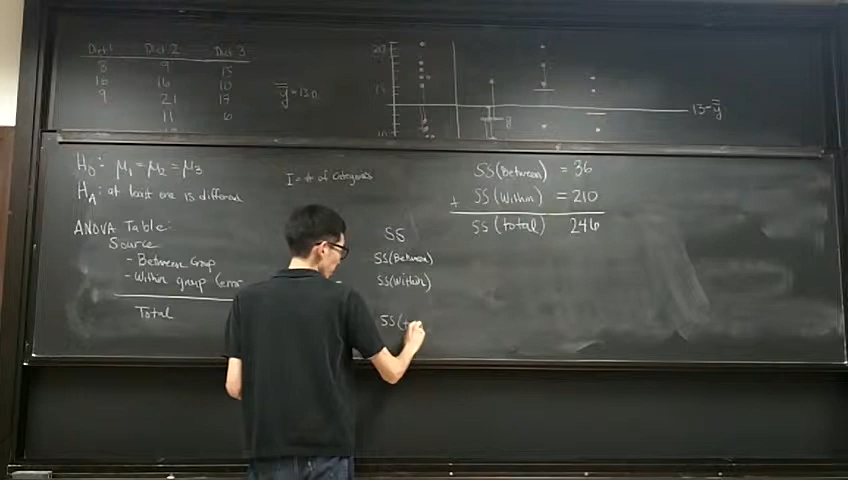 Diet 1 Diet 2 Diet 3
8 9 15
16 16 10
9 21 17
11 6
ȳ̄ = 13.0
20
15
10
8
13 = ȳ̄
H₀: μ₁ = μ₂ = μ₃
H_A: at least one is different
I = # of Categories
SS(Between) = 36
+ SS(Within) = 210
SS(total) 246
ANOVA Table:
Source SS
- Between Group SS(Between)
- Within group (erro SS(Within)
Total SS(t